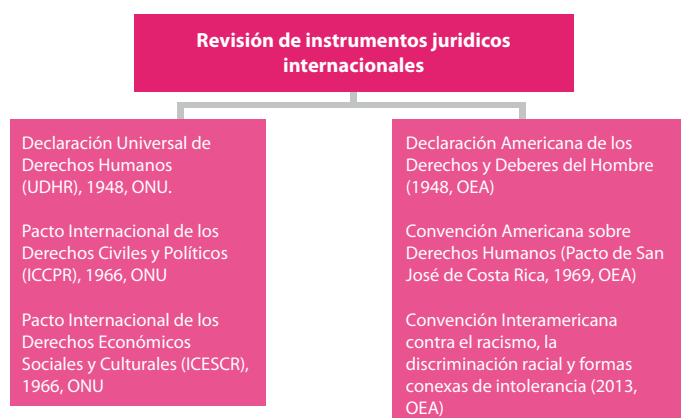 Revisión de instrumentos juridicos
internacionales
Declaración Universal de
Derechos Humanos
(UDHR), 1948, ONU.
Pacto Internacional de los
Derechos Civiles y Políticos
(ICCPR), 1966, ONU
Pacto Internacional de los
Derechos Económicos
Sociales y Culturales (ICESCR),
1966, ONU
Declaración Americana de los
Derechos y Deberes del Hombre
(1948, OEA)
Convención Americana sobre
Derechos Humanos (Pacto de San
José de Costa Rica, 1969, OEA)
Convención Interamericana
contra el racismo, la
discriminación racial y formas
conexas de intolerancia (2013,
OEA)